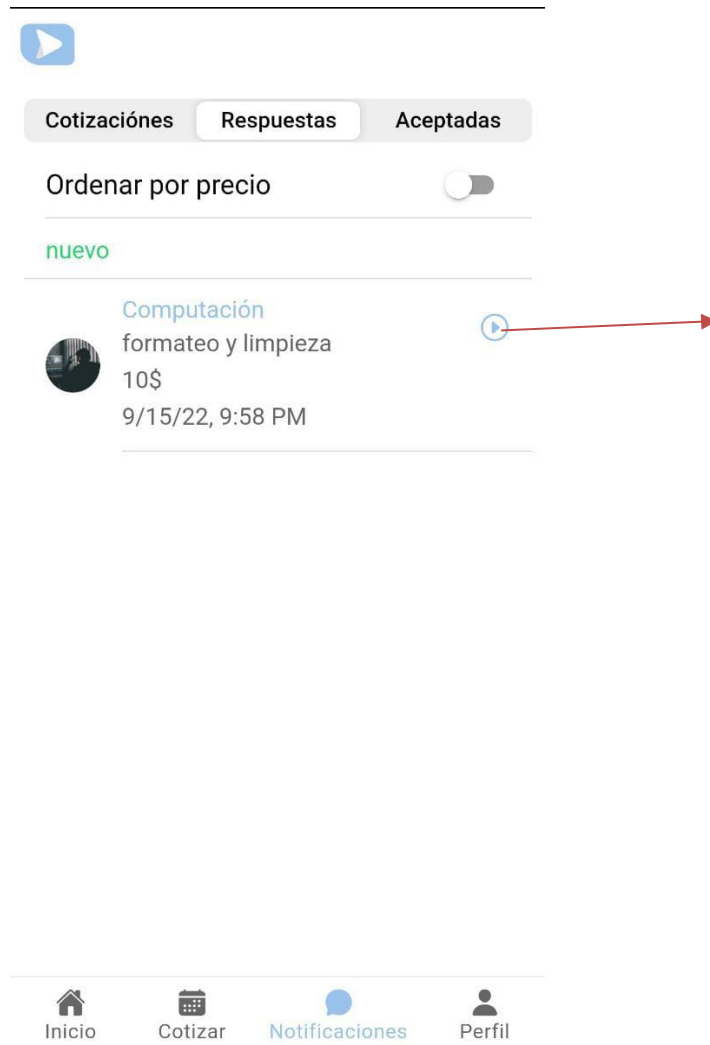 Cotizaciónes Respuestas Aceptadas
Ordenar por precio
nuevo
Computación
formateo y limpieza
10$
9/15/22, 9:58 PM
Inicio Cotizar Notificaciones Perfil